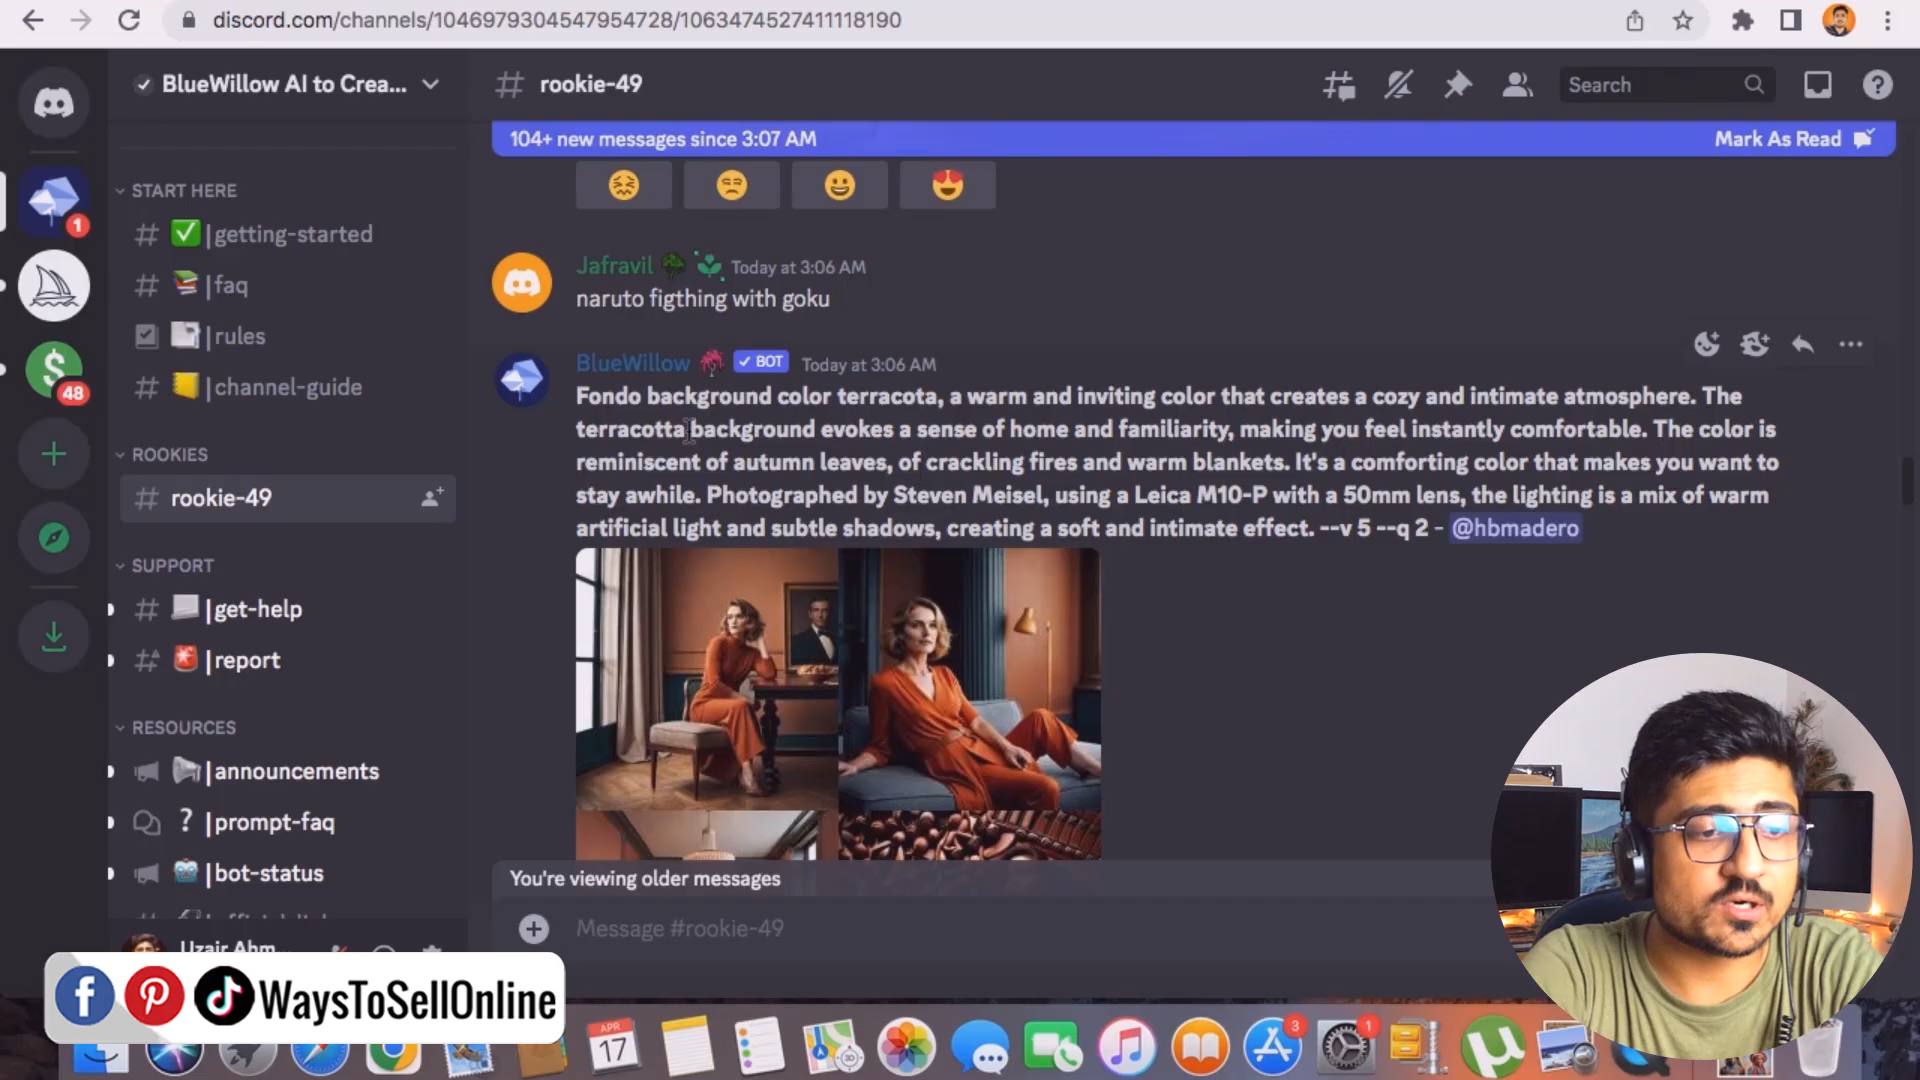 discord.com/channels/1046979304547954728/1063474527411118190
BlueWillow AI to Crea...
rookie-49
Search
104+ new messages since 3:07 AM
Mark As Read
START HERE
|getting-started
|faq
|rules
|channel-guide
ROOKIES
rookie-49
SUPPORT
|get-help
|report
RESOURCES
|announcements
? |prompt-faq
|bot-status
Uzair Ahm...
1
48
Jafravil Today at 3:06 AM
naruto figthing with goku
BlueWillow BOT Today at 3:06 AM
Fondo background color terracota, a warm and inviting color that creates a cozy and intimate atmosphere. The
terracotta background evokes a sense of home and familiarity, making you feel instantly comfortable. The color is
reminiscent of autumn leaves, of crackling fires and warm blankets. It's a comforting color that makes you want to
stay awhile. Photographed by Steven Meisel, using a Leica M10-P with a 50mm lens, the lighting is a mix of warm
artificial light and subtle shadows, creating a soft and intimate effect. --v 5 --q 2 - @hbmadero
You're viewing older messages
Message #rookie-49
WaysToSellOnline
APR
17
3
1